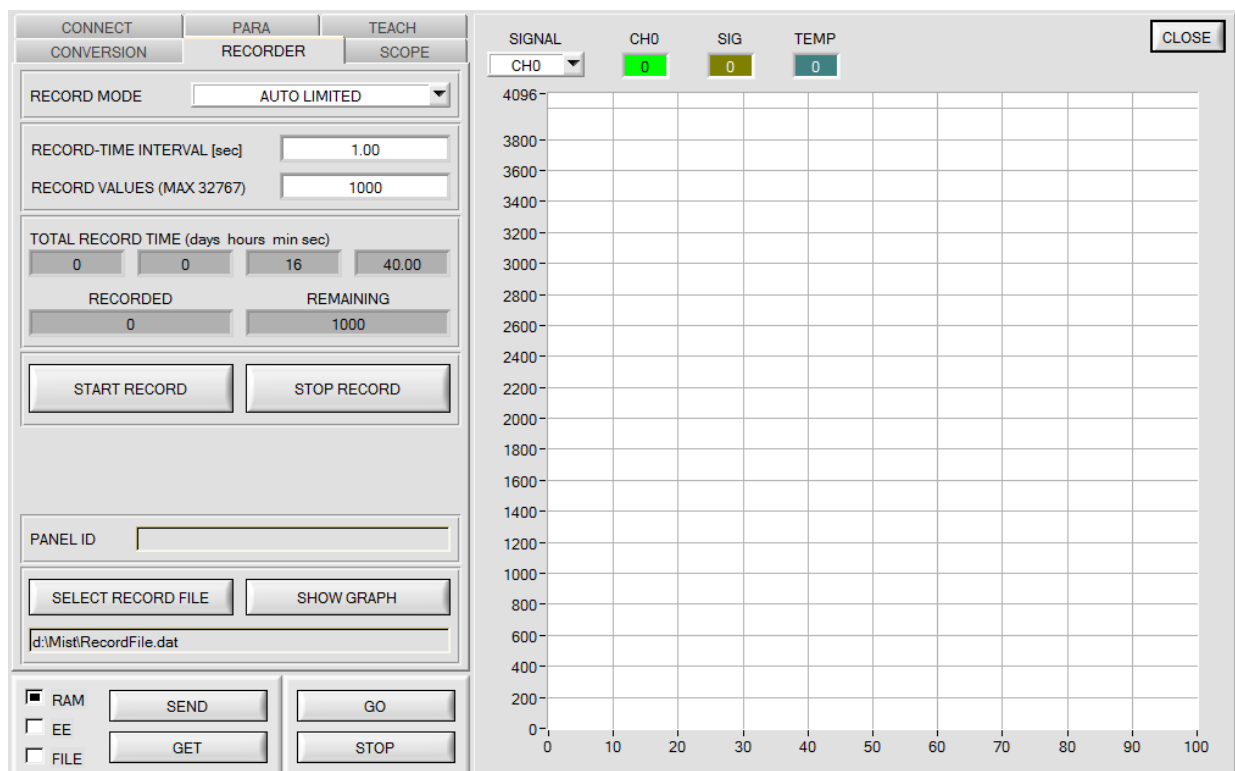 CONNECT PARA TEACH
CONVERSION RECORDER SCOPE
RECORD MODE AUTO LIMITED
RECORD-TIME INTERVAL [sec] 1.00
RECORD VALUES (MAX 32767) 1000
TOTAL RECORD TIME (days hours min sec)
0 0 16 40.00
RECORDED REMAINING
0 1000
START RECORD STOP RECORD
PANEL ID
SELECT RECORD FILE SHOW GRAPH
d:\Mist\RecordFile.dat
RAM
EE
FILE
SEND
GET
GO
STOP
SIGNAL CH0 SIG TEMP
CH0 0 0 0
CLOSE
4096
3800
3600
3400
3200
3000
2800
2600
2400
2200
2000
1800
1600
1400
1200
1000
800
600
400
200
0
0 10 20 30 40 50 60 70 80 90 100